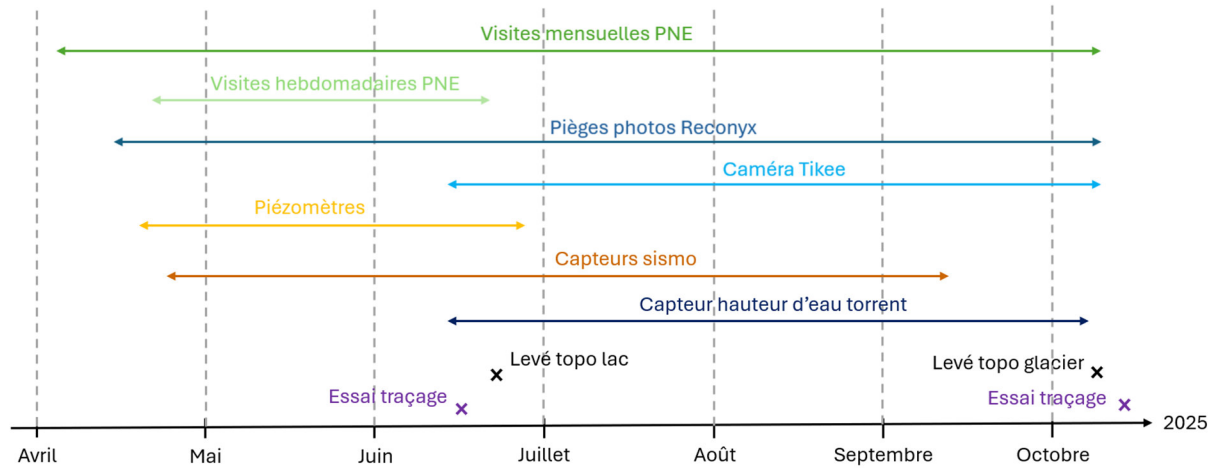 Visites mensuelles PNE
Visites hebdomadaires PNE
Pièges photos Reconyx
Caméra Tikee
Piézomètres
Capteurs sismo
Capteur hauteur d’eau torrent
Levé topo lac
Levé topo glacier
Essai traçage
Essai traçage
2025
Avril
Mai
Juin
Juillet
Août
Septembre
Octobre